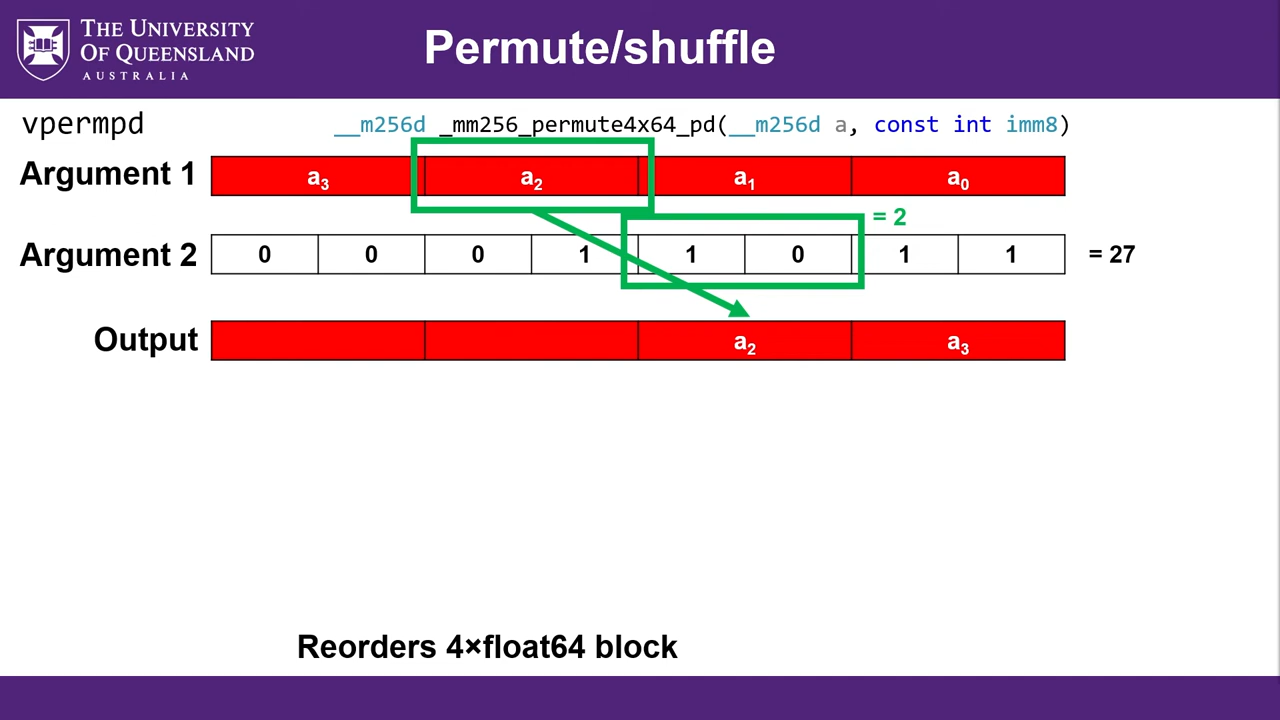 THE UNIVERSITY
OF QUEENSLAND
AUSTRALIA
Permute/shuffle
vpermpd
__m256d _mm256_permute4x64_pd(__m256d a, const int imm8)
Argument 1 a3 a2 a1 a0
= 2
Argument 2 0 0 0 1 1 0 1 1 = 27
Output a2 a3
Reorders 4×float64 block